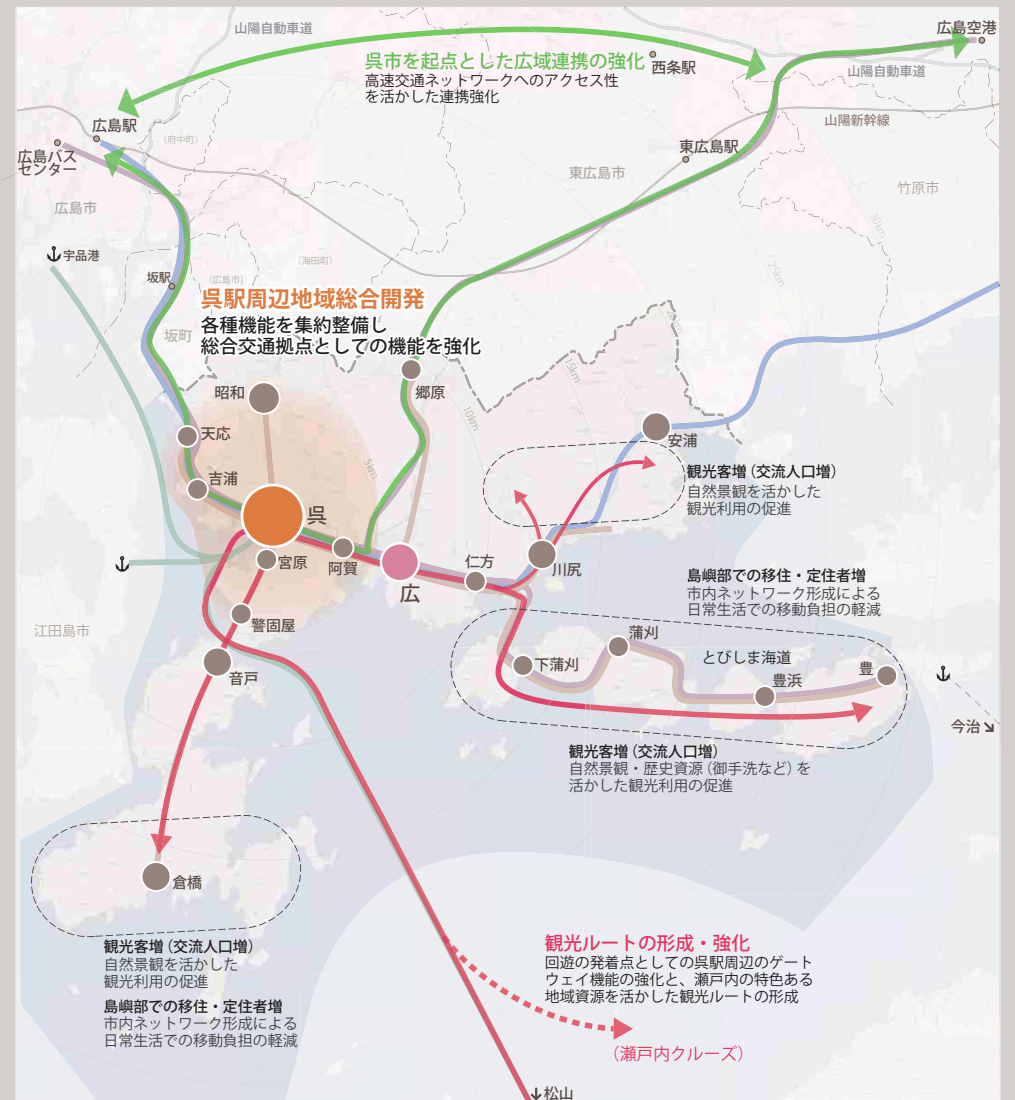 山陽自動車道
広島空港
呉市を起点とした広域連携の強化
高速交通ネットワークへのアクセス性
を活かした連携強化
西条駅
山陽自動車道
広島駅
山陽新幹線
(府中町)
広島バス
センター
東広島駅
東広島市
竹原市
広島市
30km
宇品港
(海田町)
25km
坂駅
(広島市)
呉駅周辺地域総合開発
各種機能を集約整備し
総合交通拠点としての機能を強化
坂町
20km
15km
昭和
郷原
10km
天応
安浦
5km
吉浦
観光客増(交流人口増)
自然景観を活かした
観光利用の促進
呉
宮原
阿賀
広
仁方
川尻
島嶼部での移住・定住者増
市内ネットワーク形成による
日常生活での移動負担の軽減
江田島市
警固屋
蒲刈
音戸
下蒲刈
とびしま海道
豊浜
豊
今治
観光客増(交流人口増)
自然景観・歴史資源(御手洗など)を
活かした観光利用の促進
倉橋
観光客増(交流人口増)
自然景観を活かした
観光利用の促進
島嶼部での移住・定住者増
市内ネットワーク形成による
日常生活での移動負担の軽減
観光ルートの形成・強化
回遊の発着点としての呉駅周辺のゲート
ウェイ機能の強化と、瀬戸内の特色ある
地域資源を活かした観光ルートの形成
(瀬戸内クルーズ)
松山